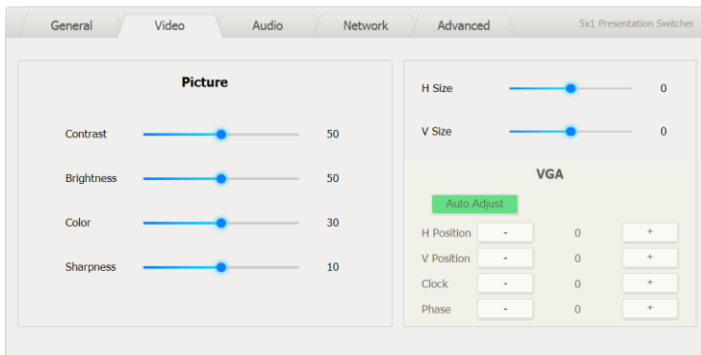 General Video Audio Network Advanced 5x1 Presentation Switcher
Picture
Contrast 50
Brightness 50
Color 30
Sharpness 10
H Size 0
V Size 0
VGA
Auto Adjust
H Position - 0 +
V Position - 0 +
Clock - 0 +
Phase - 0 +